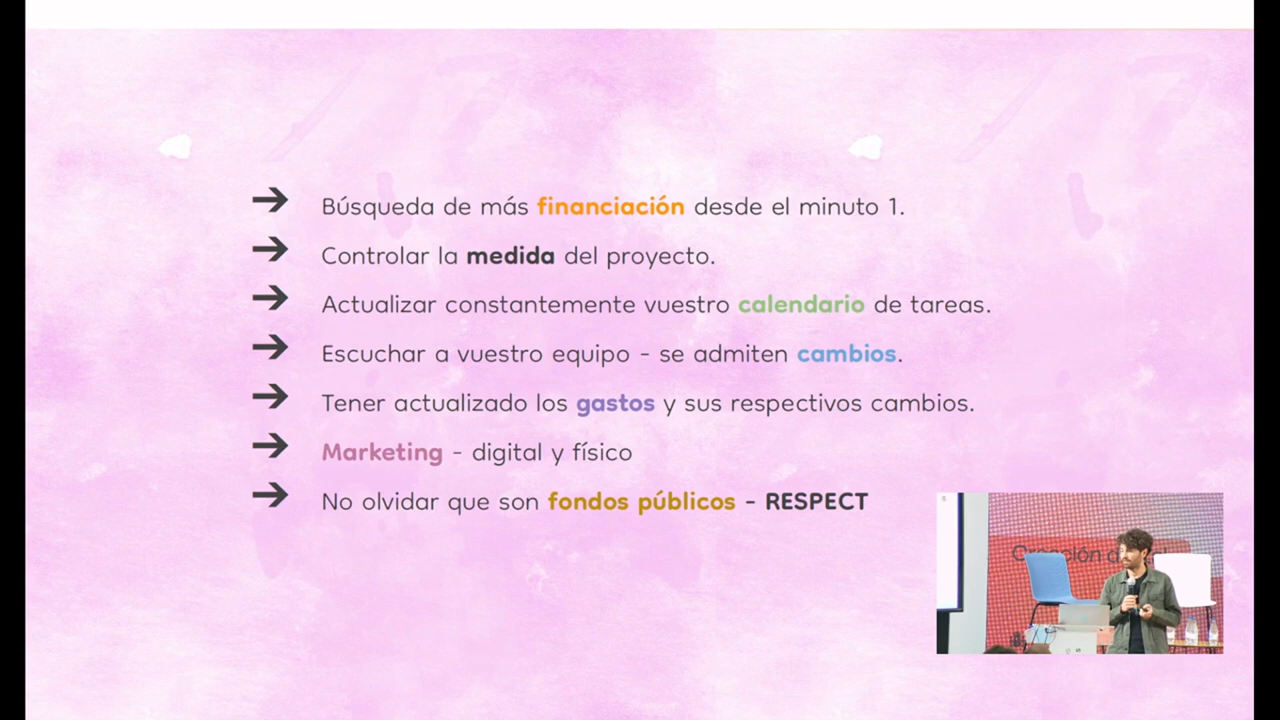 → Búsqueda de más financiación desde el minuto 1.
→ Controlar la medida del proyecto.
→ Actualizar constantemente vuestro calendario de tareas.
→ Escuchar a vuestro equipo - se admiten cambios.
→ Tener actualizado los gastos y sus respectivos cambios.
→ Marketing - digital y físico
→ No olvidar que son fondos públicos - RESPECT